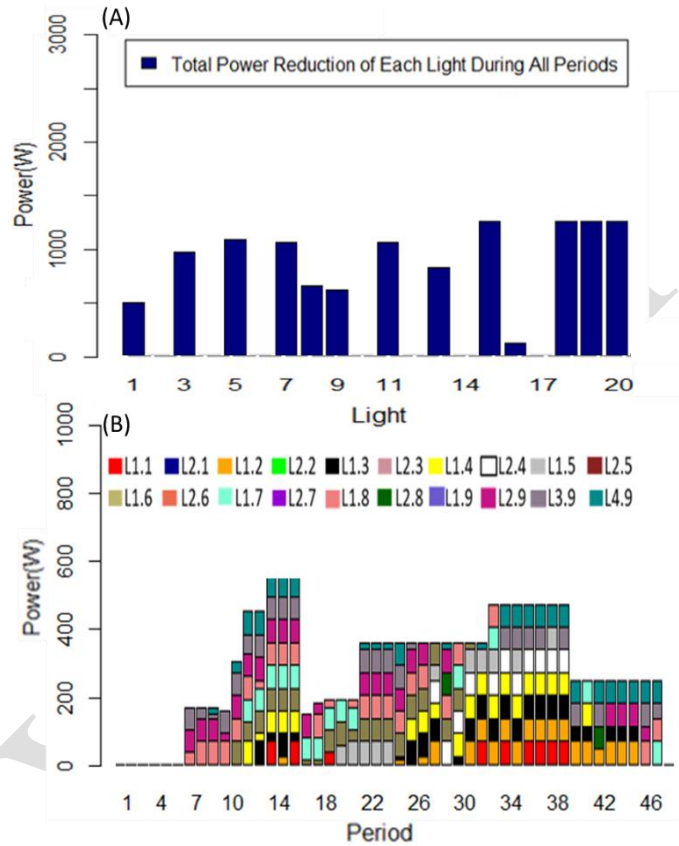 (A)
3000
2000
1000
0
Power(W)
Total Power Reduction of Each Light During All Periods
1 3 5 7 9 11 14 17 20
Light
(B)
1000
800
600
400
200
0
Power(W)
L1.1 L2.1 L1.2 L2.2 L1.3 L2.3 L1.4 L2.4 L1.5 L2.5
L1.6 L2.6 L1.7 L2.7 L1.8 L2.8 L1.9 L2.9 L3.9 L4.9
1 4 7 10 14 18 22 26 30 34 38 42 46
Period